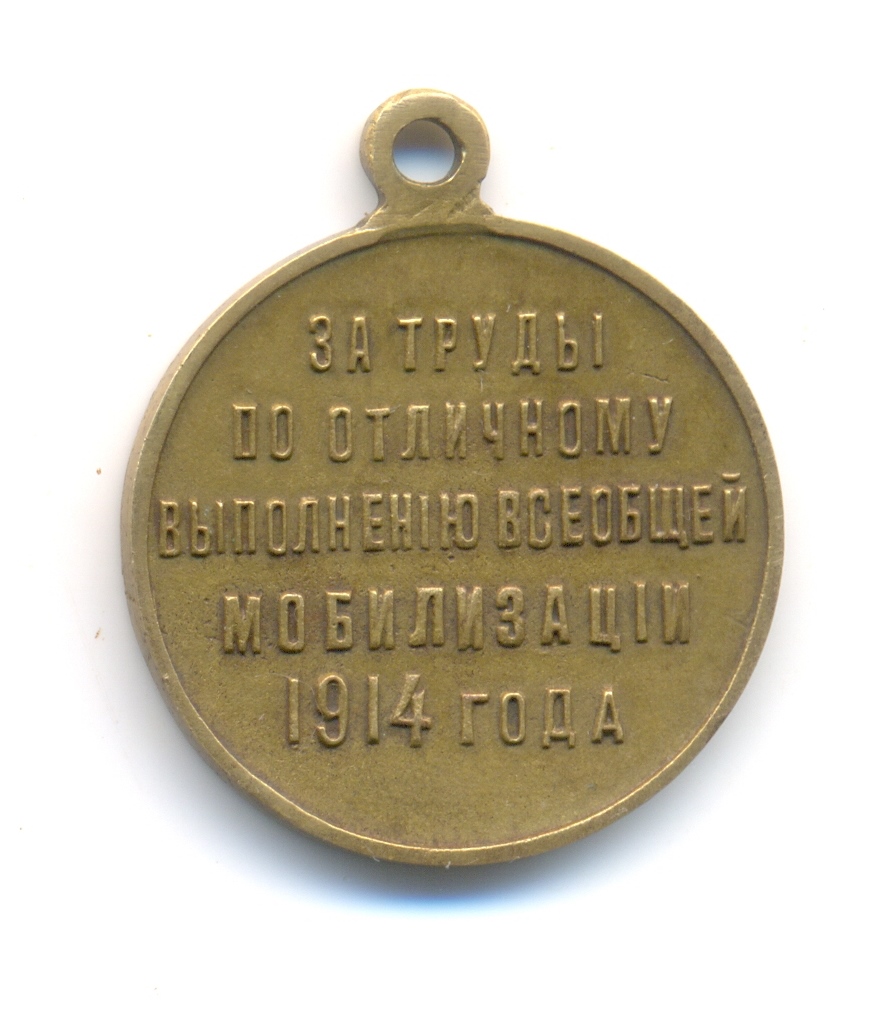 ЗА ТРУДЫ
ПО ОТЛИЧНОМУ
ВЫПОЛНЕНІЮ ВСЕОБЩЕЙ
МОБИЛИЗАЦІИ
1914 ГОДА